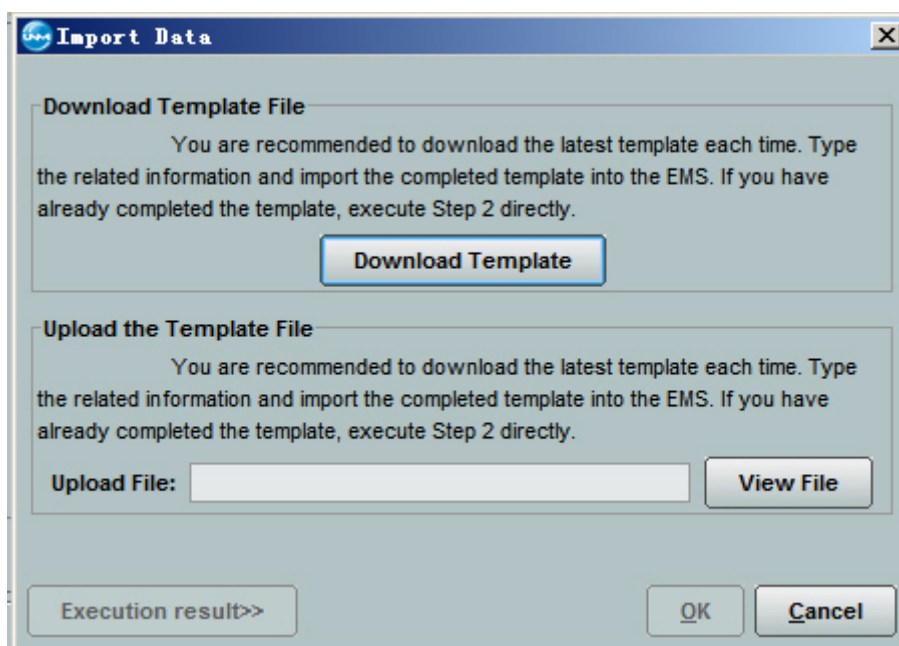 Import Data
Download Template File
You are recommended to download the latest template each time. Type
the related information and import the completed template into the EMS. If you have
already completed the template, execute Step 2 directly.
Download Template
Upload the Template File
You are recommended to download the latest template each time. Type
the related information and import the completed template into the EMS. If you have
already completed the template, execute Step 2 directly.
Upload File: View File
Execution result>> OK Cancel